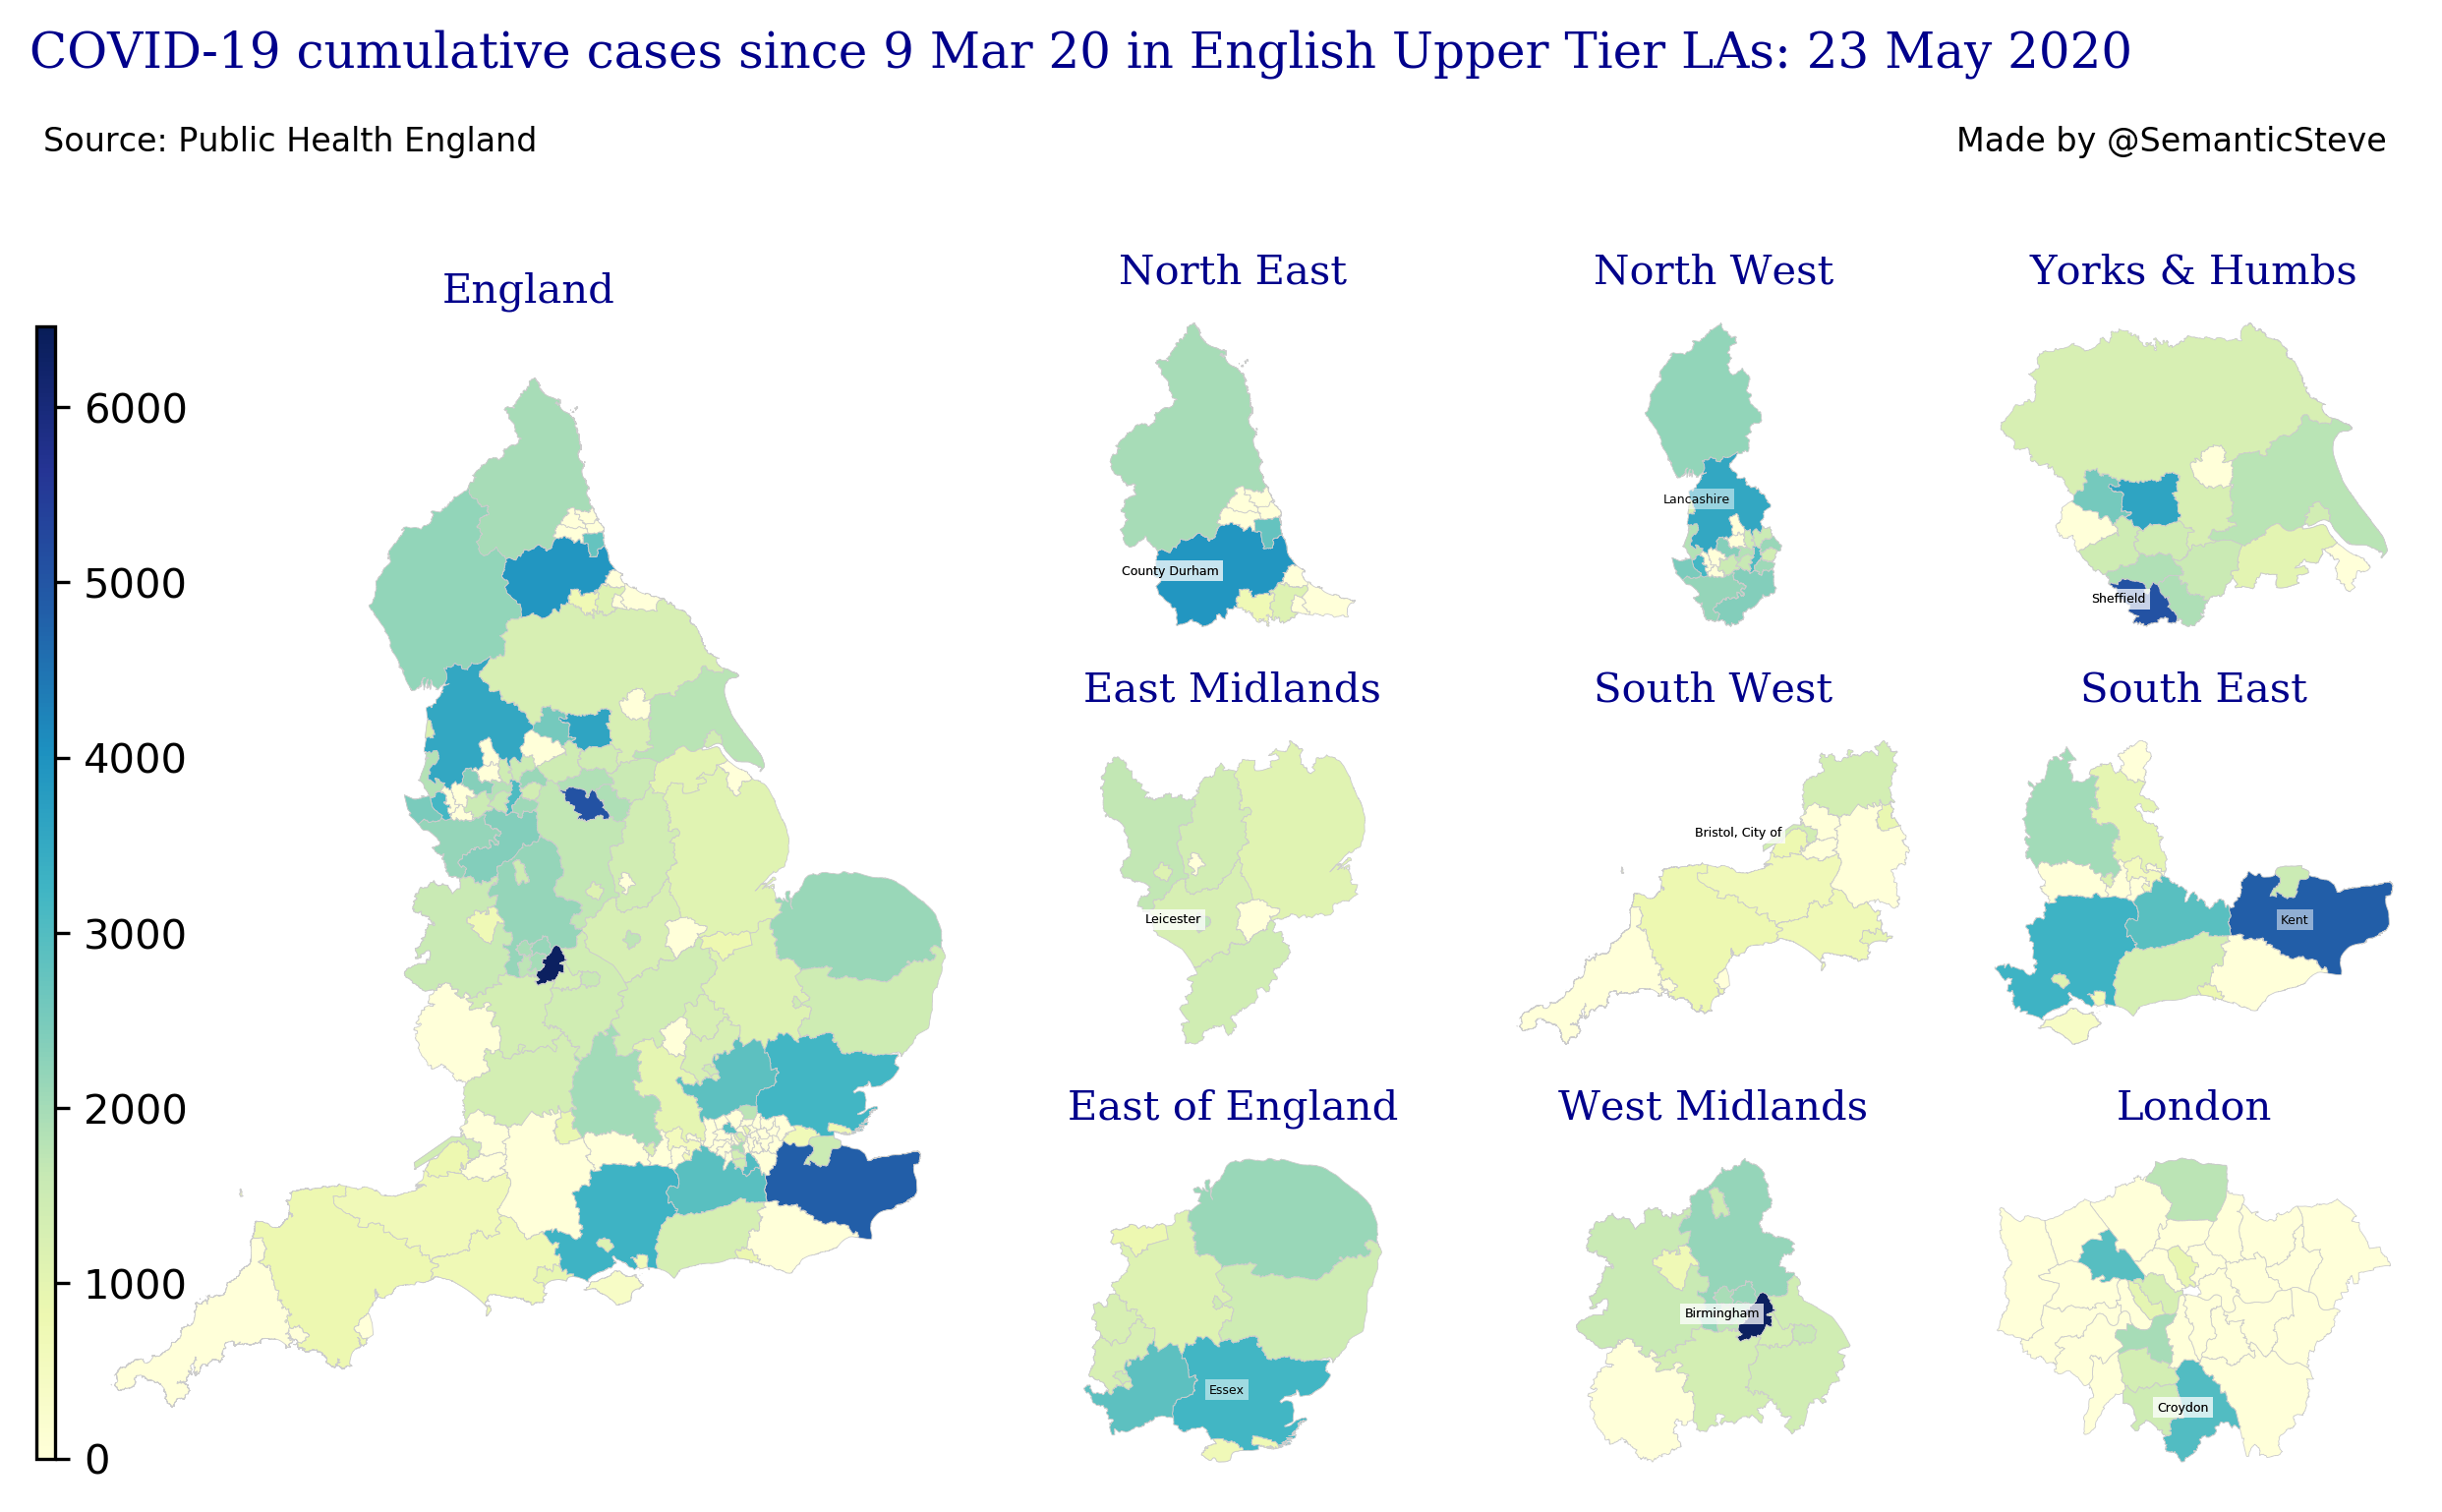 COVID-19 cumulative cases since 9 Mar 20 in English Upper Tier LAs: 23 May 2020
Source: Public Health England
Made by @SemanticSteve
England
North East
North West
Yorks & Humbs
6000
5000
4000
3000
2000
1000
0
County Durham
Lancashire
Sheffield
East Midlands
South West
South East
Leicester
Bristol, City of
Kent
East of England
West Midlands
London
Essex
Birmingham
Croydon